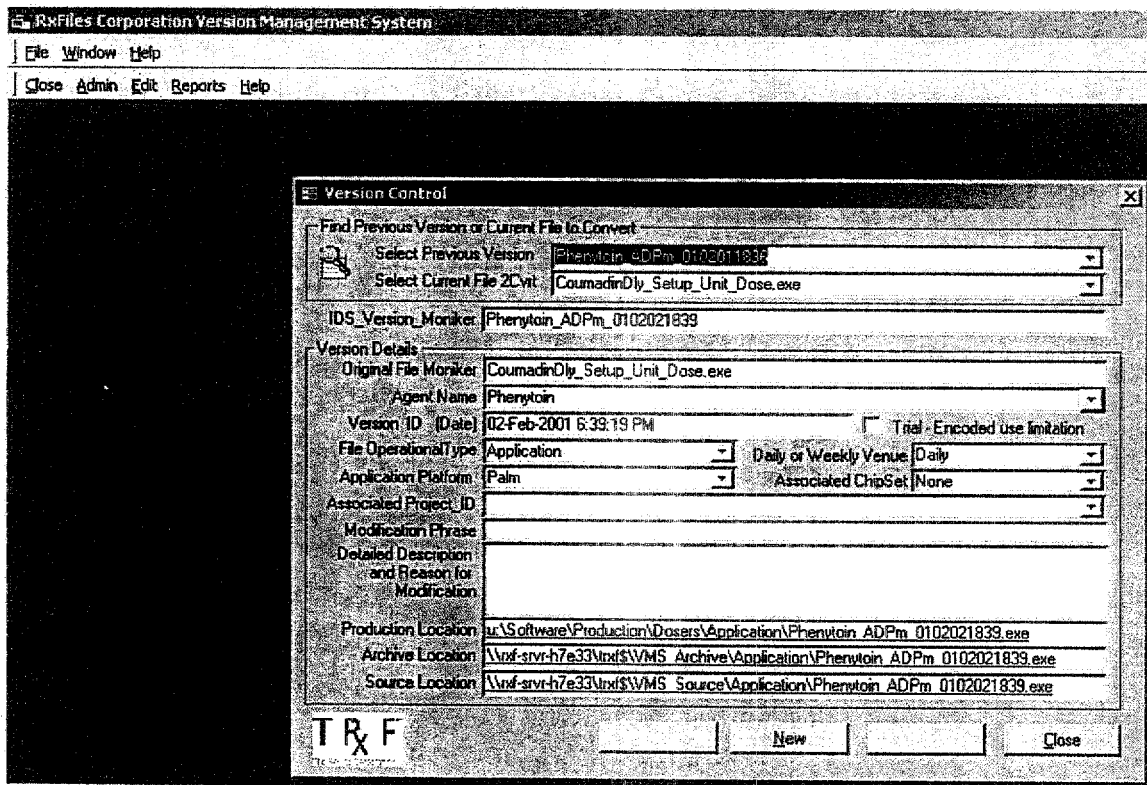 RxFiles Corporation Version Management System
File Window Help
Close Admin Edit Reports Help
Version Control
Find Previous Version or Current File to Convert
Select Previous Version Phenytoin_ADPm_0102011836
Select Current File 2Cvrt CoumadinDly_Setup_Unit_Dose.exe
IDS_Version_Moniker Phenytoin_ADPm_0102021839
Version Details
Original File Moniker CoumadinDly_Setup_Unit_Dose.exe
Agent Name Phenytoin
Version_ID (Date) 02-Feb-2001 6:39:19 PM Trial - Encoded use limitation
File OperationalType Application Daily or Weekly Venue Daily
Application Platform Palm Associated ChipSet None
Associated Project_ID
Modification Phrase
Detailed Description
and Reason for
Modification
Production Location u:\Software\Production\Dosers\Application\Phenytoin_ADPm_0102021839.exe
Archive Location \\rxf-srvr-h7e33\trxf$\VMS_Archive\Application\Phenytoin_ADPm_0102021839.exe
Source Location \\rxf-srvr-h7e33\trxf$\VMS_Source\Application\Phenytoin_ADPm_0102021839.exe
T Rx F
New Close